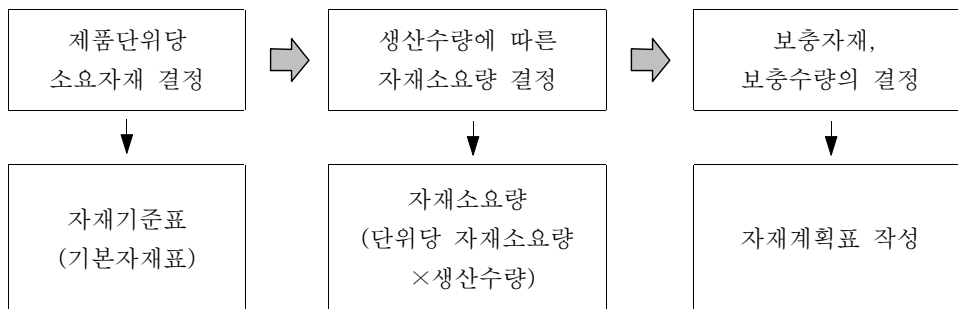 제품단위당
소요자재 결정
생산수량에 따른
자재소요량 결정
보충자재,
보충수량의 결정
자재기준표
(기본자재표)
자재소요량
(단위당 자재소요량
×생산수량)
자재계획표 작성